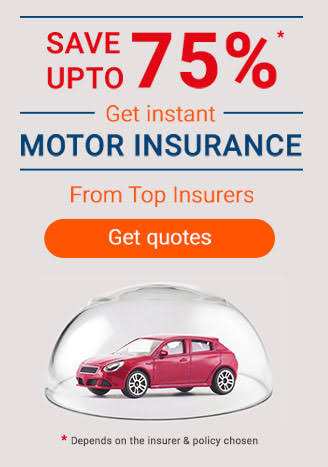 SAVE
UPTO 75%*
Get instant
MOTOR INSURANCE
From Top Insurers
Get quotes
* Depends on the insurer & policy chosen